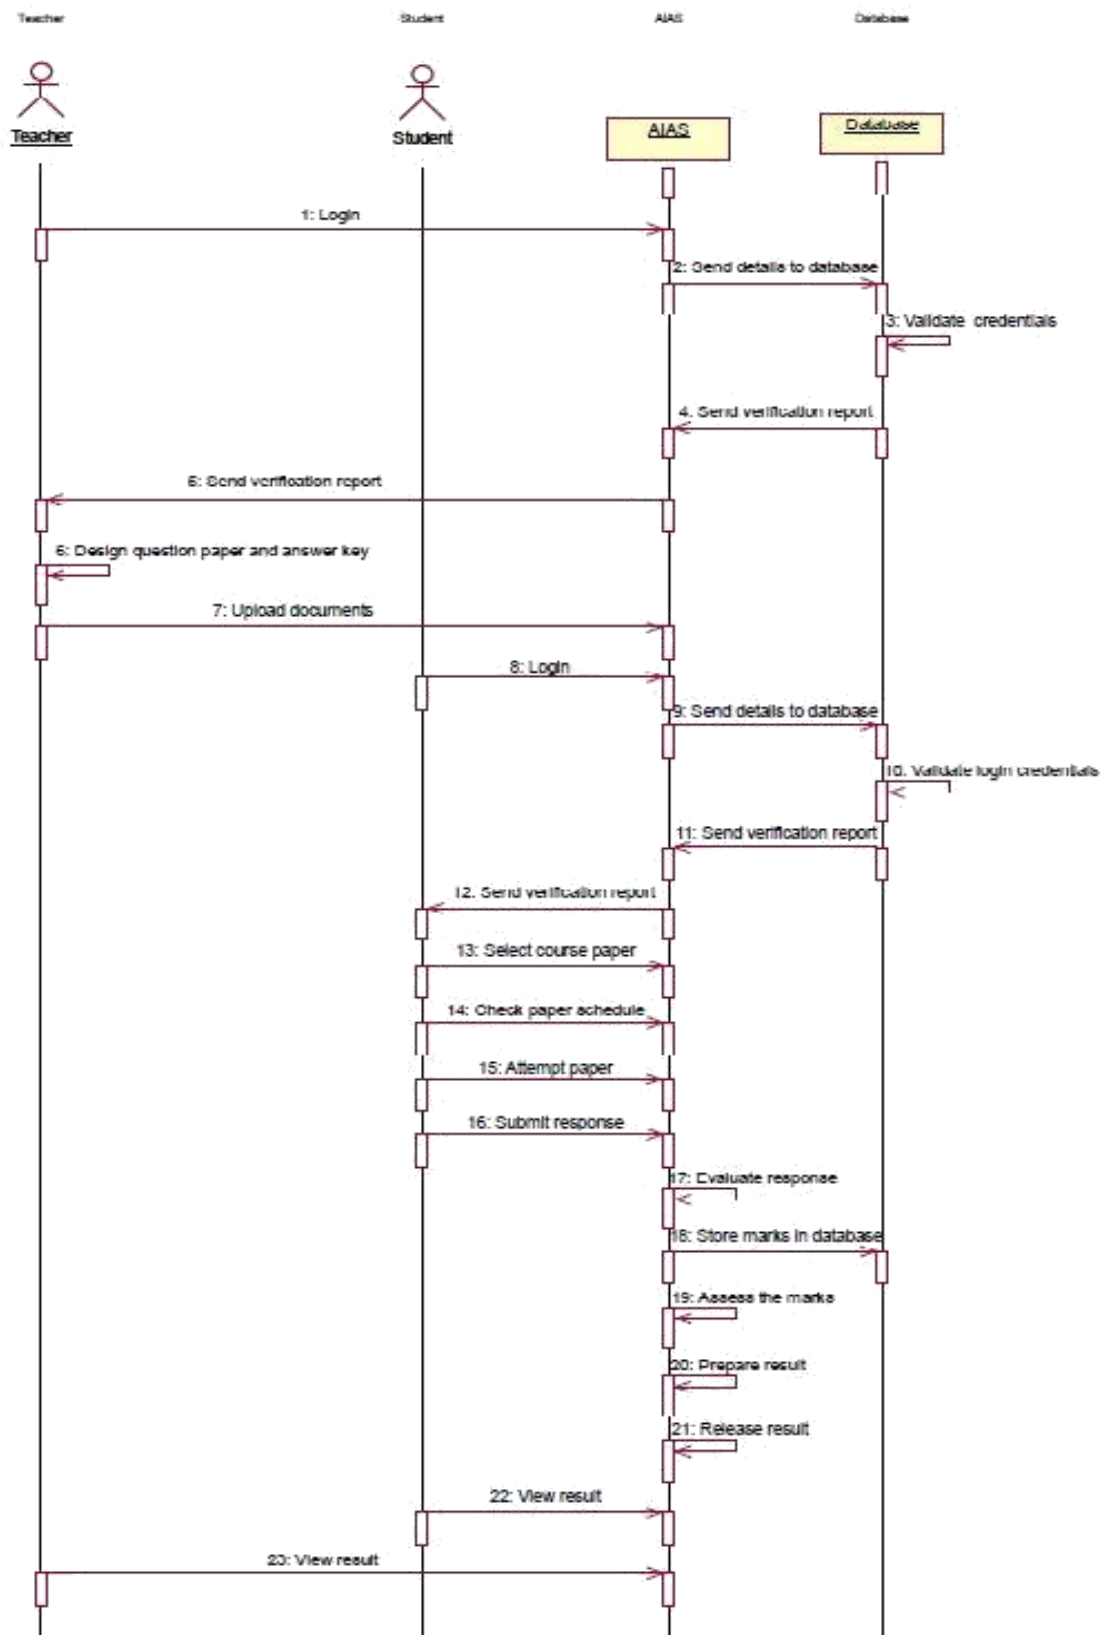 Teacher Student AIAS Database
Teacher Student AIAS Database
1: Login
2: Send details to database
3: Validate credentials
4. Send verification report
5: Send verification report
6: Design question paper and answer key
7: Upload documents
8: Login
9: Send details to database
10. Validate login credentials
11: Send verification report
12. Send verification report
13: Select course paper
14: Check paper schedule
15: Attempt paper
16: Submit response
17: Evaluate response
18: Store marks in database
19: Assess the marks
20: Prepare result
21: Release result
22: View result
23: View result